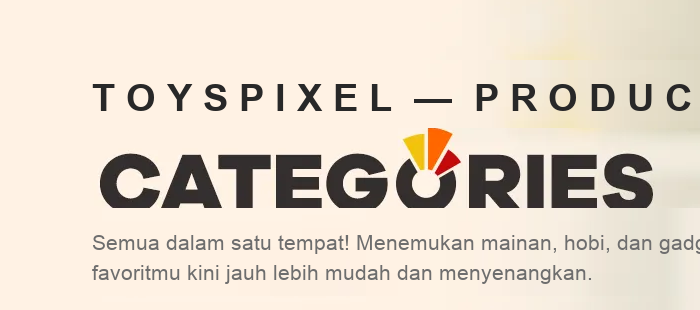 TOYSPIXEL — PRODUC
CATEGORIES
Semua dalam satu tempat! Menemukan mainan, hobi, dan gadg
favoritmu kini jauh lebih mudah dan menyenangkan.